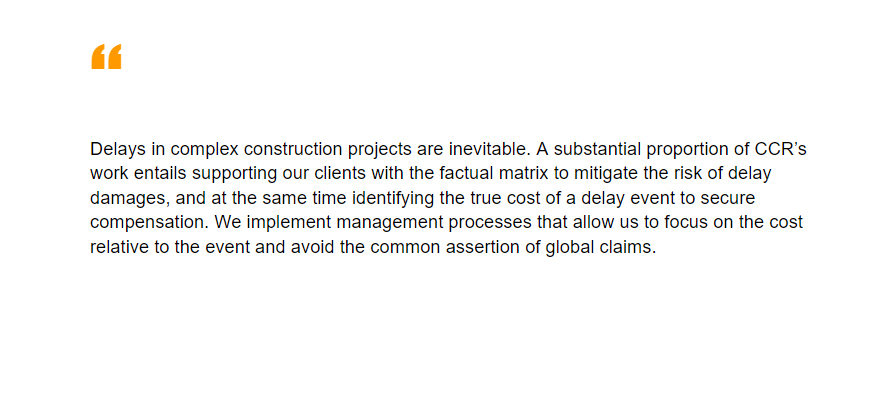 “
Delays in complex construction projects are inevitable. A substantial proportion of CCR’s
work entails supporting our clients with the factual matrix to mitigate the risk of delay
damages, and at the same time identifying the true cost of a delay event to secure
compensation. We implement management processes that allow us to focus on the cost
relative to the event and avoid the common assertion of global claims.